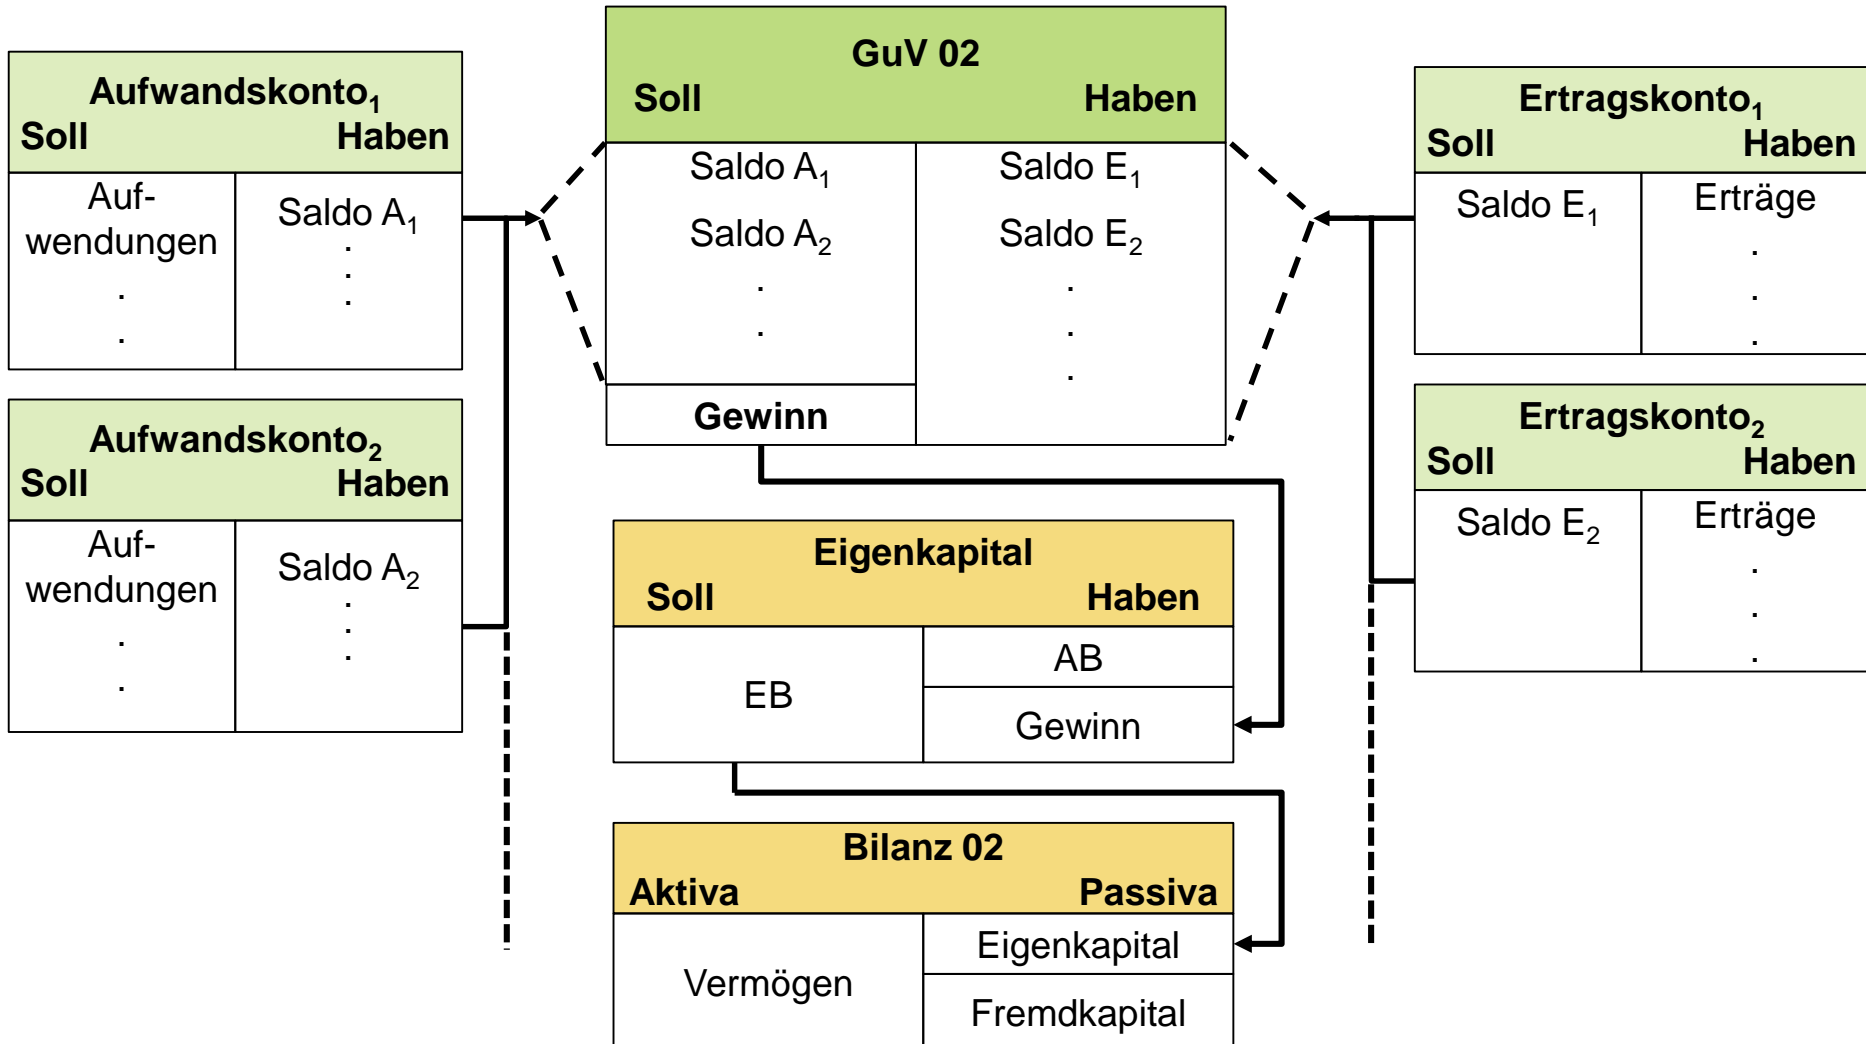 Aufwandskonto₁
Soll Haben
Auf-
wendungen
.
.
Saldo A₁
.
.
.
Aufwandskonto₂
Soll Haben
Auf-
wendungen
.
.
Saldo A₂
.
.
.
GuV 02
Soll Haben
Saldo A₁
Saldo A₂
.
.
Gewinn
Saldo E₁
Saldo E₂
.
.
.
Eigenkapital
Soll Haben
EB
AB
Gewinn
Bilanz 02
Aktiva Passiva
Vermögen
Eigenkapital
Fremdkapital
Ertragskonto₁
Soll Haben
Saldo E₁
Erträge
.
.
.
Ertragskonto₂
Soll Haben
Saldo E₂
Erträge
.
.
.